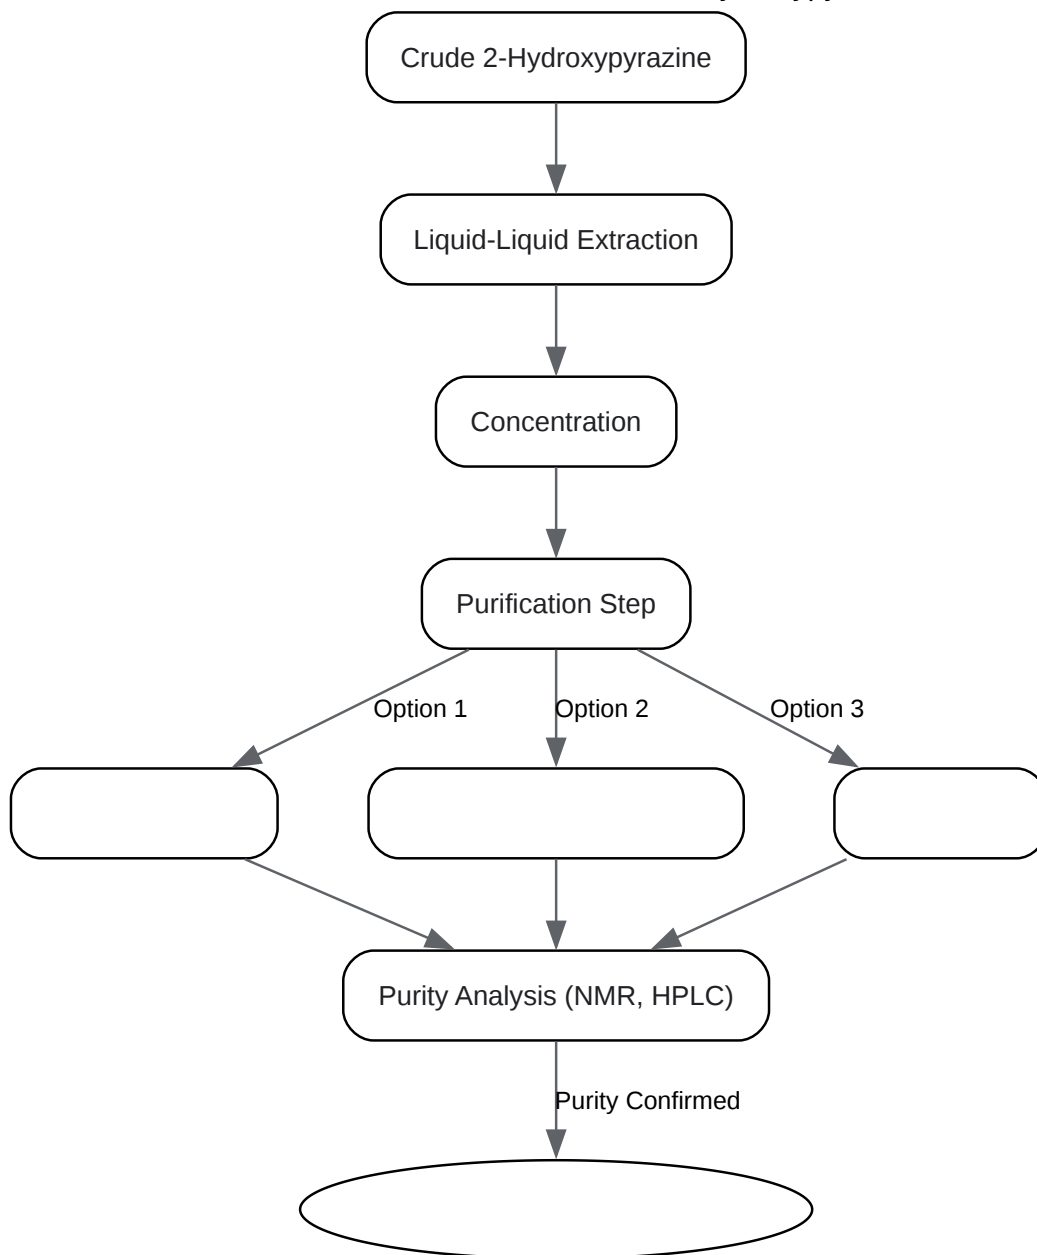 Crude 2-Hydroxypyrazine
Liquid-Liquid Extraction
Concentration
Purification Step
Option 1
Option 2
Option 3
Purity Analysis (NMR, HPLC)
Purity Confirmed